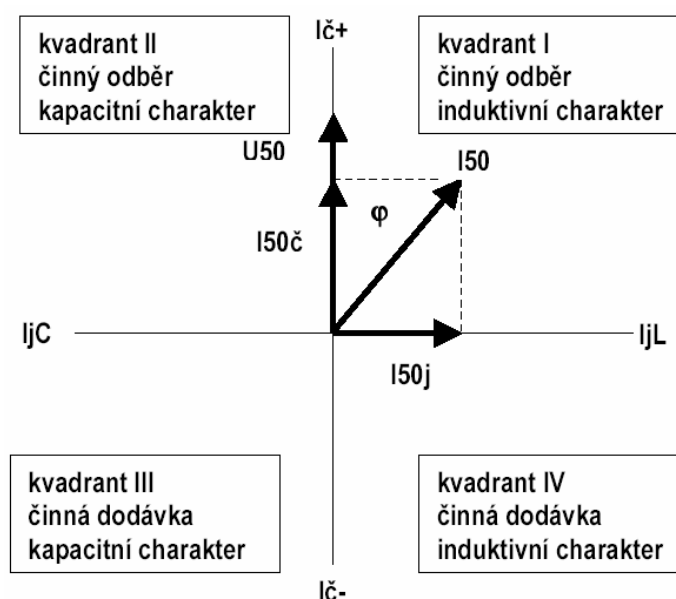 kvadrant II
činný odběr
kapacitní charakter
Ič+
kvadrant I
činný odběr
induktivní charakter
U50
I50
φ
I50č
IjC
IjL
I50j
kvadrant III
činná dodávka
kapacitní charakter
kvadrant IV
činná dodávka
induktivní charakter
Ič-